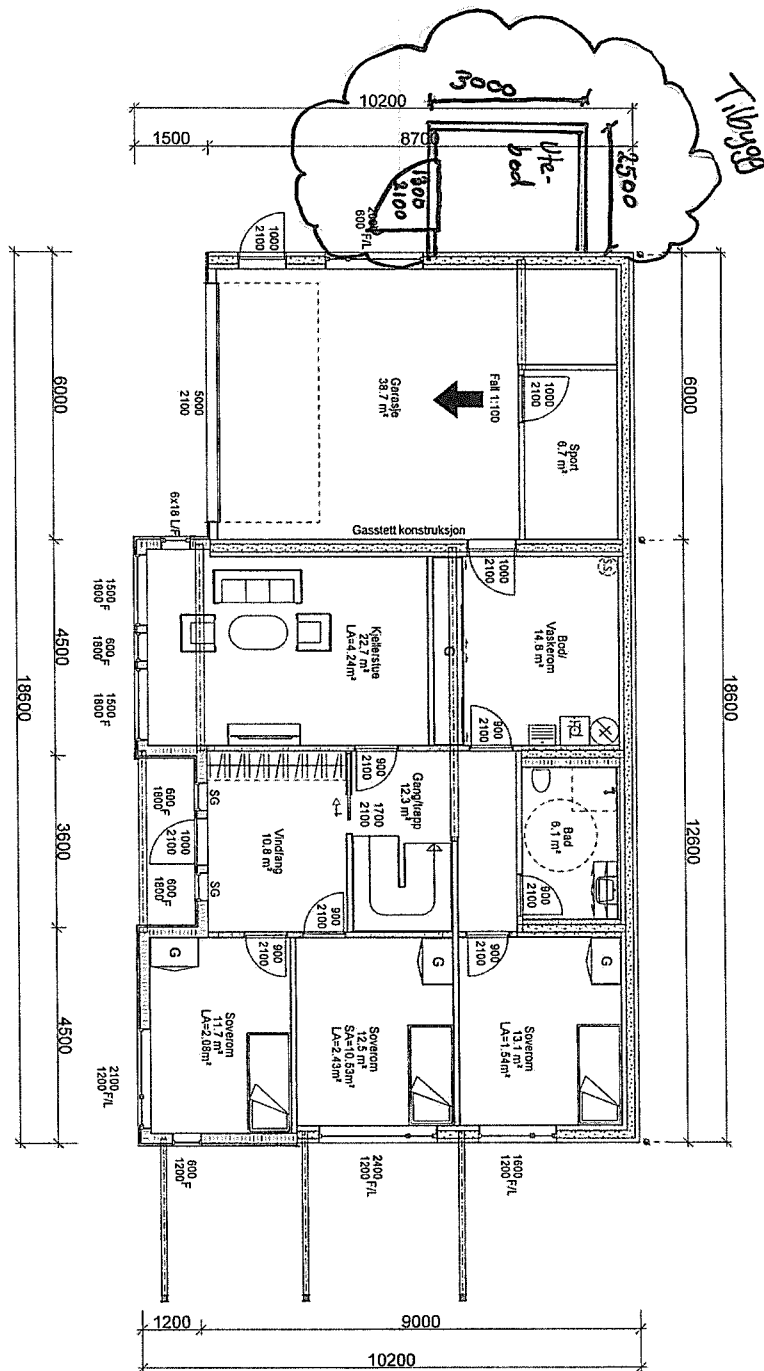 Tilbygg
308
10200
1500
8700
Ute-
bod
2500
1300
2100
600 F/L
1000
2100
18600
6000
5000
2100
Garasje
38.7 m²
Fall 1:100
1000
2100
Sport
6.7 m²
6000
18600
Gasstett konstruksjon
6x18 L/F
1500 F
1800
600 F
1800
1500 F
1800
4500
18600
Kjellerstue
22.7 m²
LA=4.24m²
G
1000
2100
Bod/
Vaskerom
14.8 m²
900
2100
12600
SG
SG
600 F
1800
1000
2100
600 F
1800
3600
Vindfang
10.8 m²
900
2100
Gang/trapp
12.3 m²
1700
2100
Bad
6.1 m²
900
2100
900
2100
G
900
2100
Soverom
11.7 m²
LA=2.08m²
4500
2100 F/L
1200
G
Soverom
12.5 m²
SA=10.53m²
LA=2.43m²
900
2100
G
Soverom
13.1 m²
LA=1.54m²
600 F
1200
2400
1200 F/L
1600
1200 F/L
1200
9000
10200